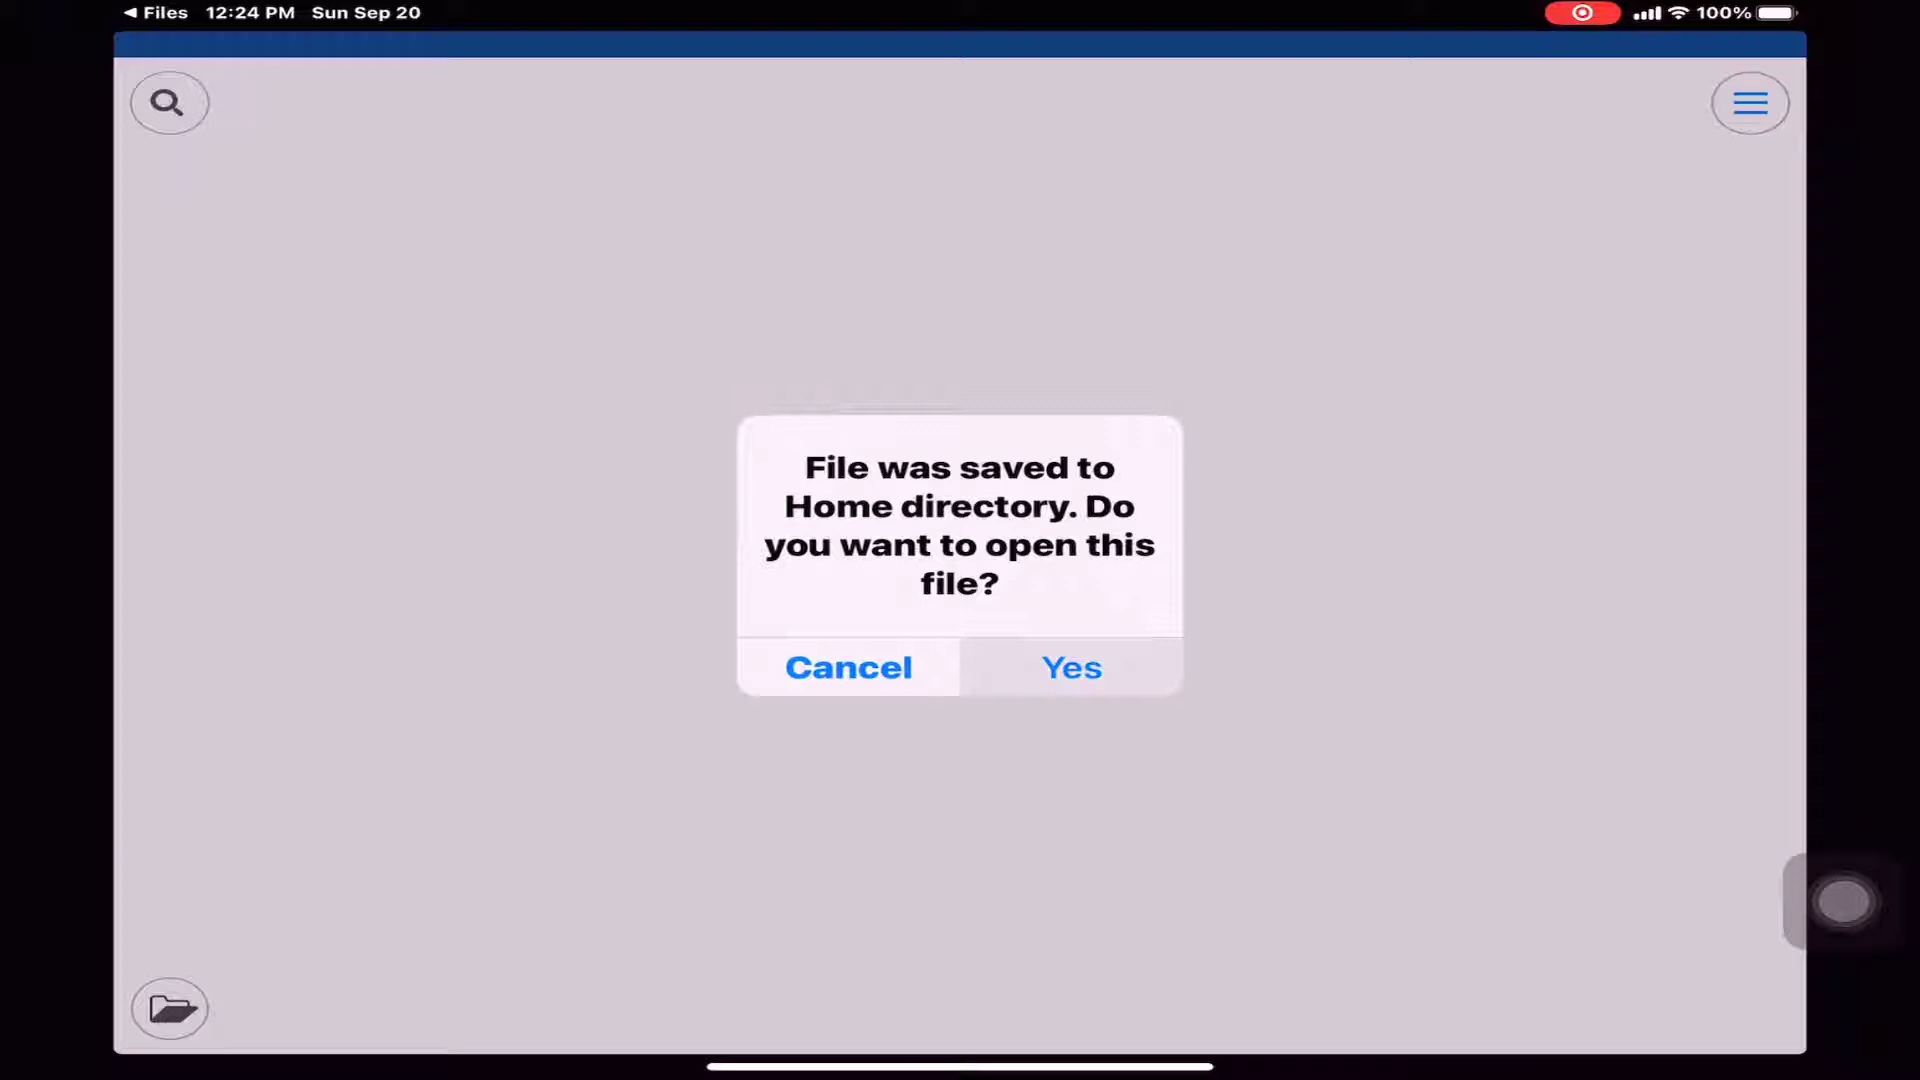 Files 12:24 PM Sun Sep 20 100%
File was saved to
Home directory. Do
you want to open this
file?
Cancel Yes